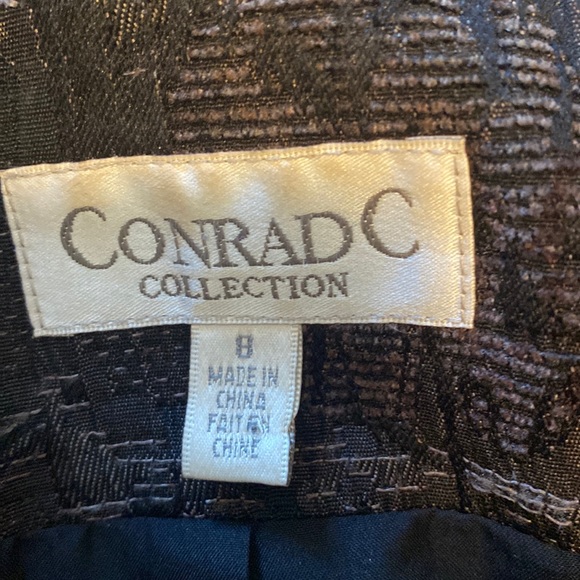 CONRAD C
COLLECTION
8
MADE IN
CHINA
FAIT EN
CHINE